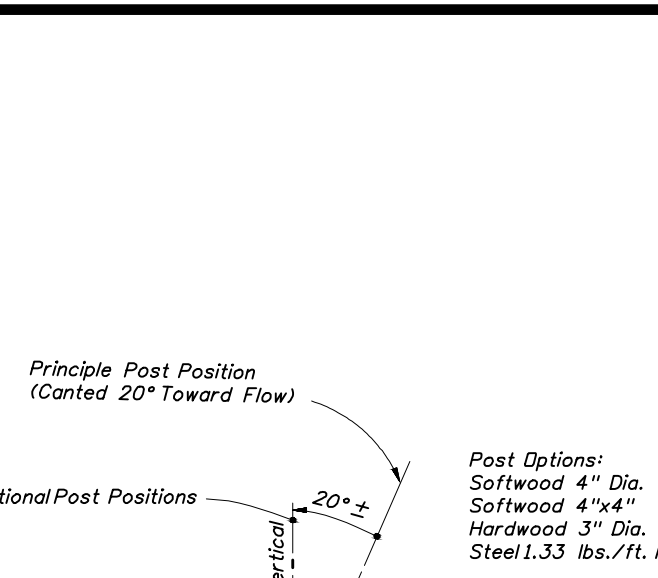 Principle Post Position
(Canted 20° Toward Flow)
Post Positions
20° ±
Post Options:
Softwood 4" Dia.
Softwood 4"x4"
Hardwood 3" Dia.
Steel 1.33 lbs./ft.